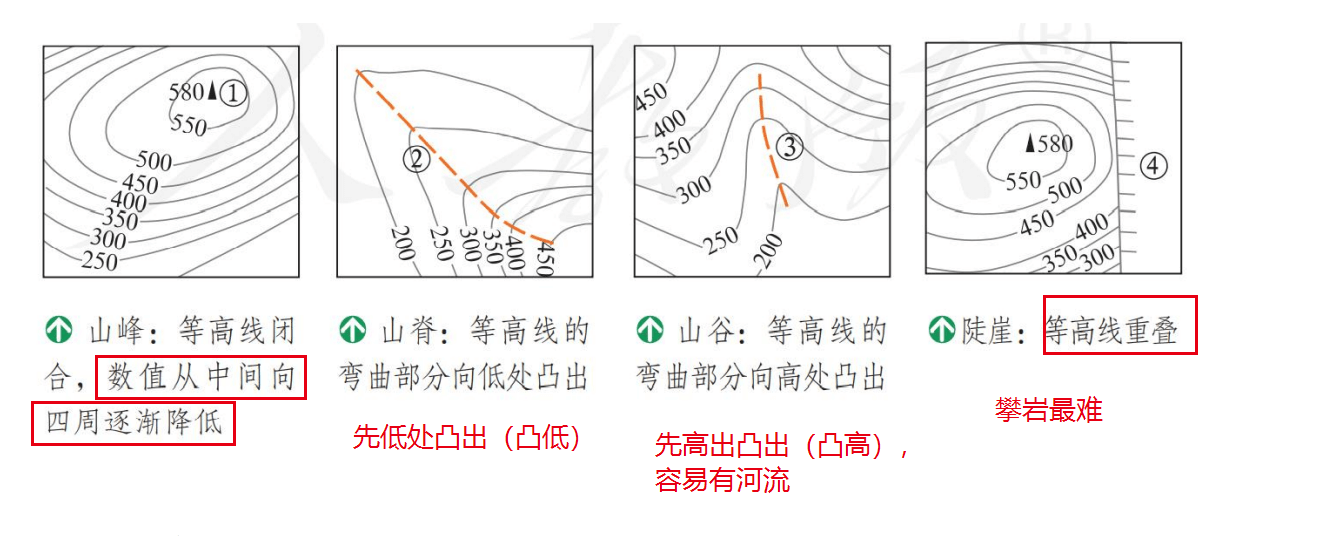 580▲①
550
500
450
400
350
300
250
②
200
250
300
350
400
450
450
400
350
300
250
200
③
▲580
550
500
450
400
350
300
④
山峰：等高线闭
合，数值从中间向
四周逐渐降低
山脊：等高线的
弯曲部分向低处凸出
先低处凸出（凸低）
山谷：等高线的
弯曲部分向高处凸出
先高出凸出（凸高），
容易有河流
陡崖：等高线重叠
攀岩最难